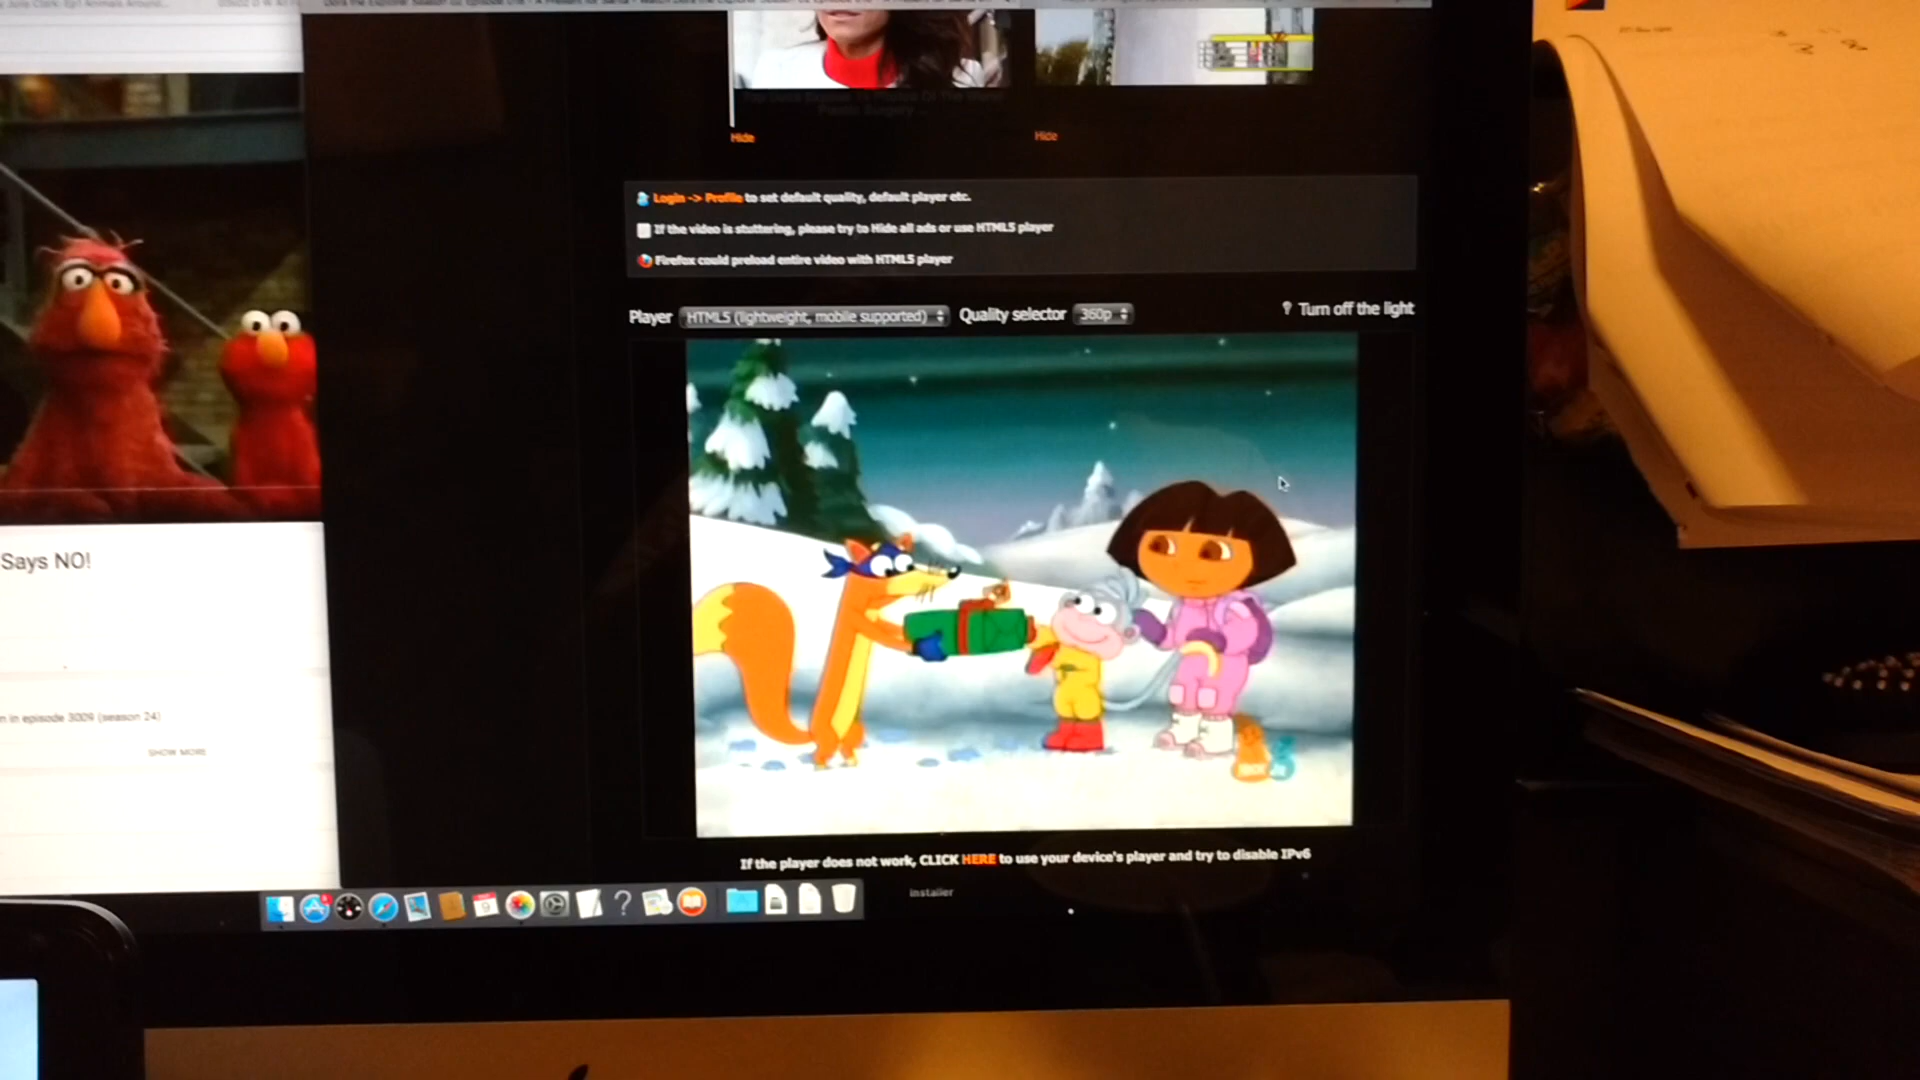 Hide
Hide
Login -> Profile to set default quality, default player etc.
If the video is stuttering, please try to Hide all ads or use HTML5 player
Firefox could preload entire video with HTML5 player
Player HTML5 (lightweight, mobile supported) Quality selector 360p
Turn off the light
Says NO!
n in episode 3009 (season 24)
SHOW MORE
If the player does not work, CLICK HERE to use your device's player and try to disable IPv6
Installer